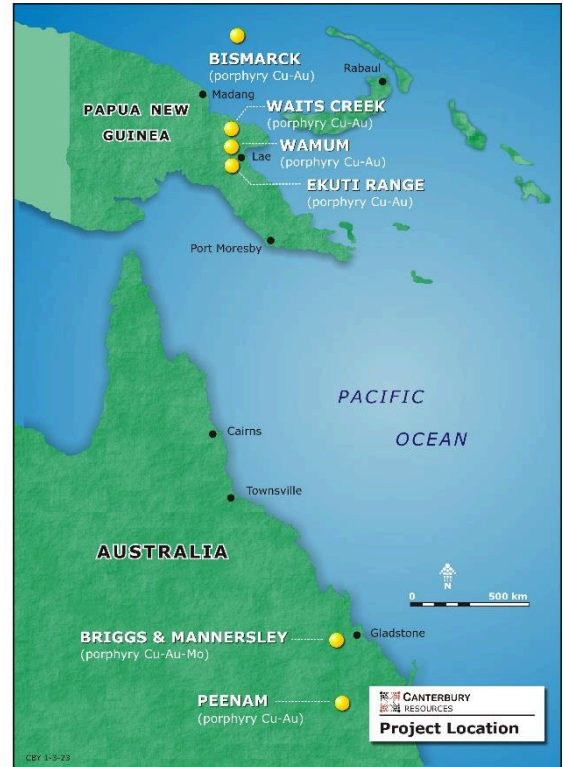 BISMARCK
(porphyry Cu-Au)
Rabaul
Madang
PAPUA NEW
GUINEA
WAITS CREEK
(porphyry Cu-Au)
WAMUM
(porphyry Cu-Au)
Lae
EKUTI RANGE
(porphyry Cu-Au)
Port Moresby
PACIFIC
OCEAN
Cairns
Townsville
AUSTRALIA
N
0 500 km
BRIGGS & MANNERSLEY
(porphyry Cu-Au-Mo)
Gladstone
PEENAM
(porphyry Cu-Au)
CANTERBURY
RESOURCES
Project Location
CBY 1-3-23